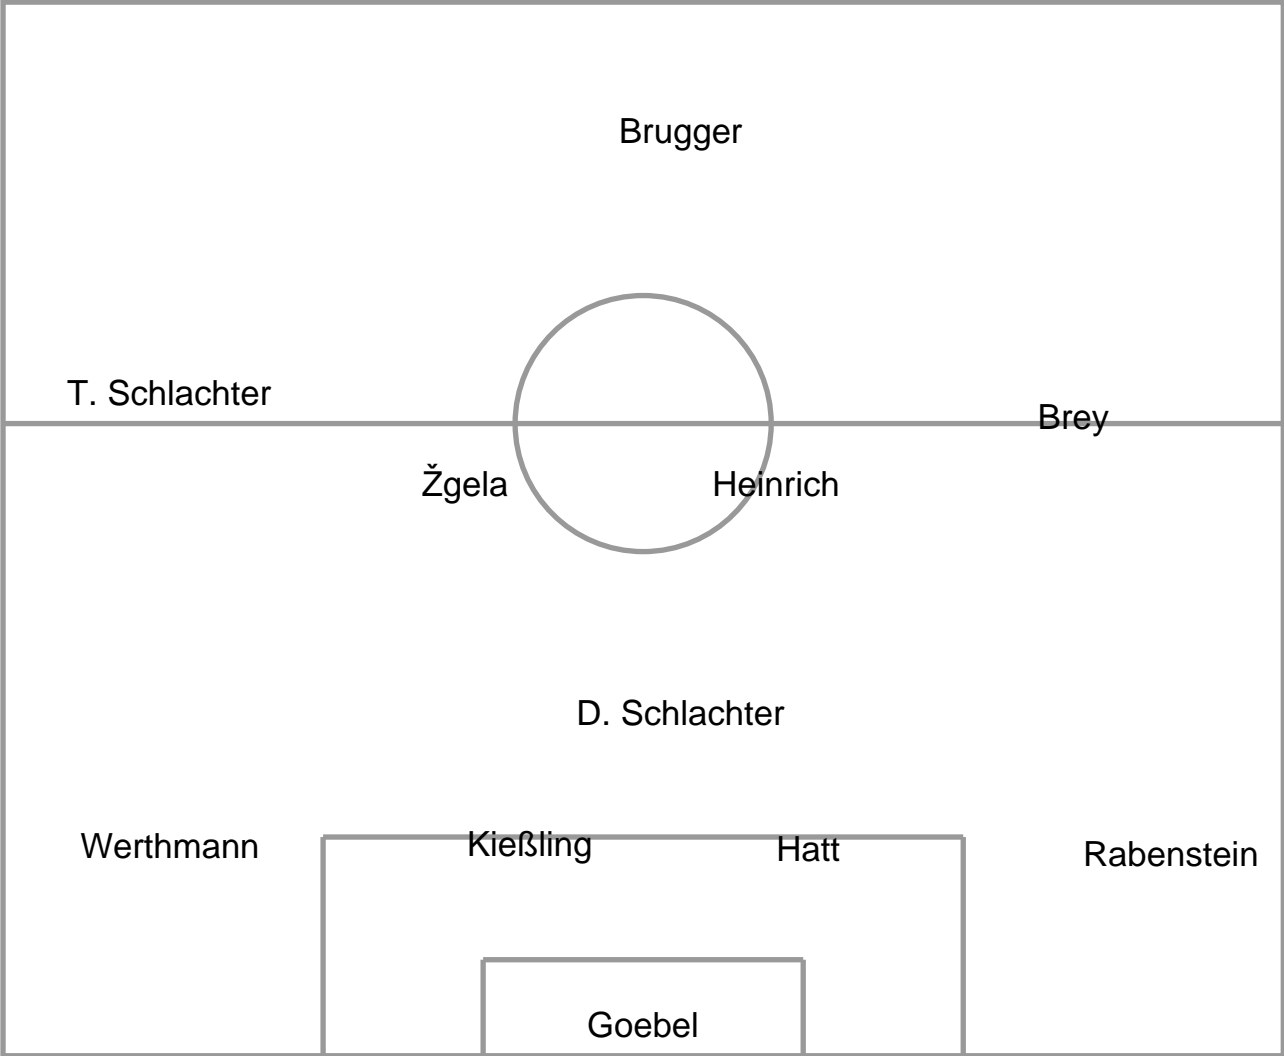 Brugger
T. Schlachter
Brey
Žgela
Heinrich
D. Schlachter
Werthmann
Kießling
Hatt
Rabenstein
Goebel